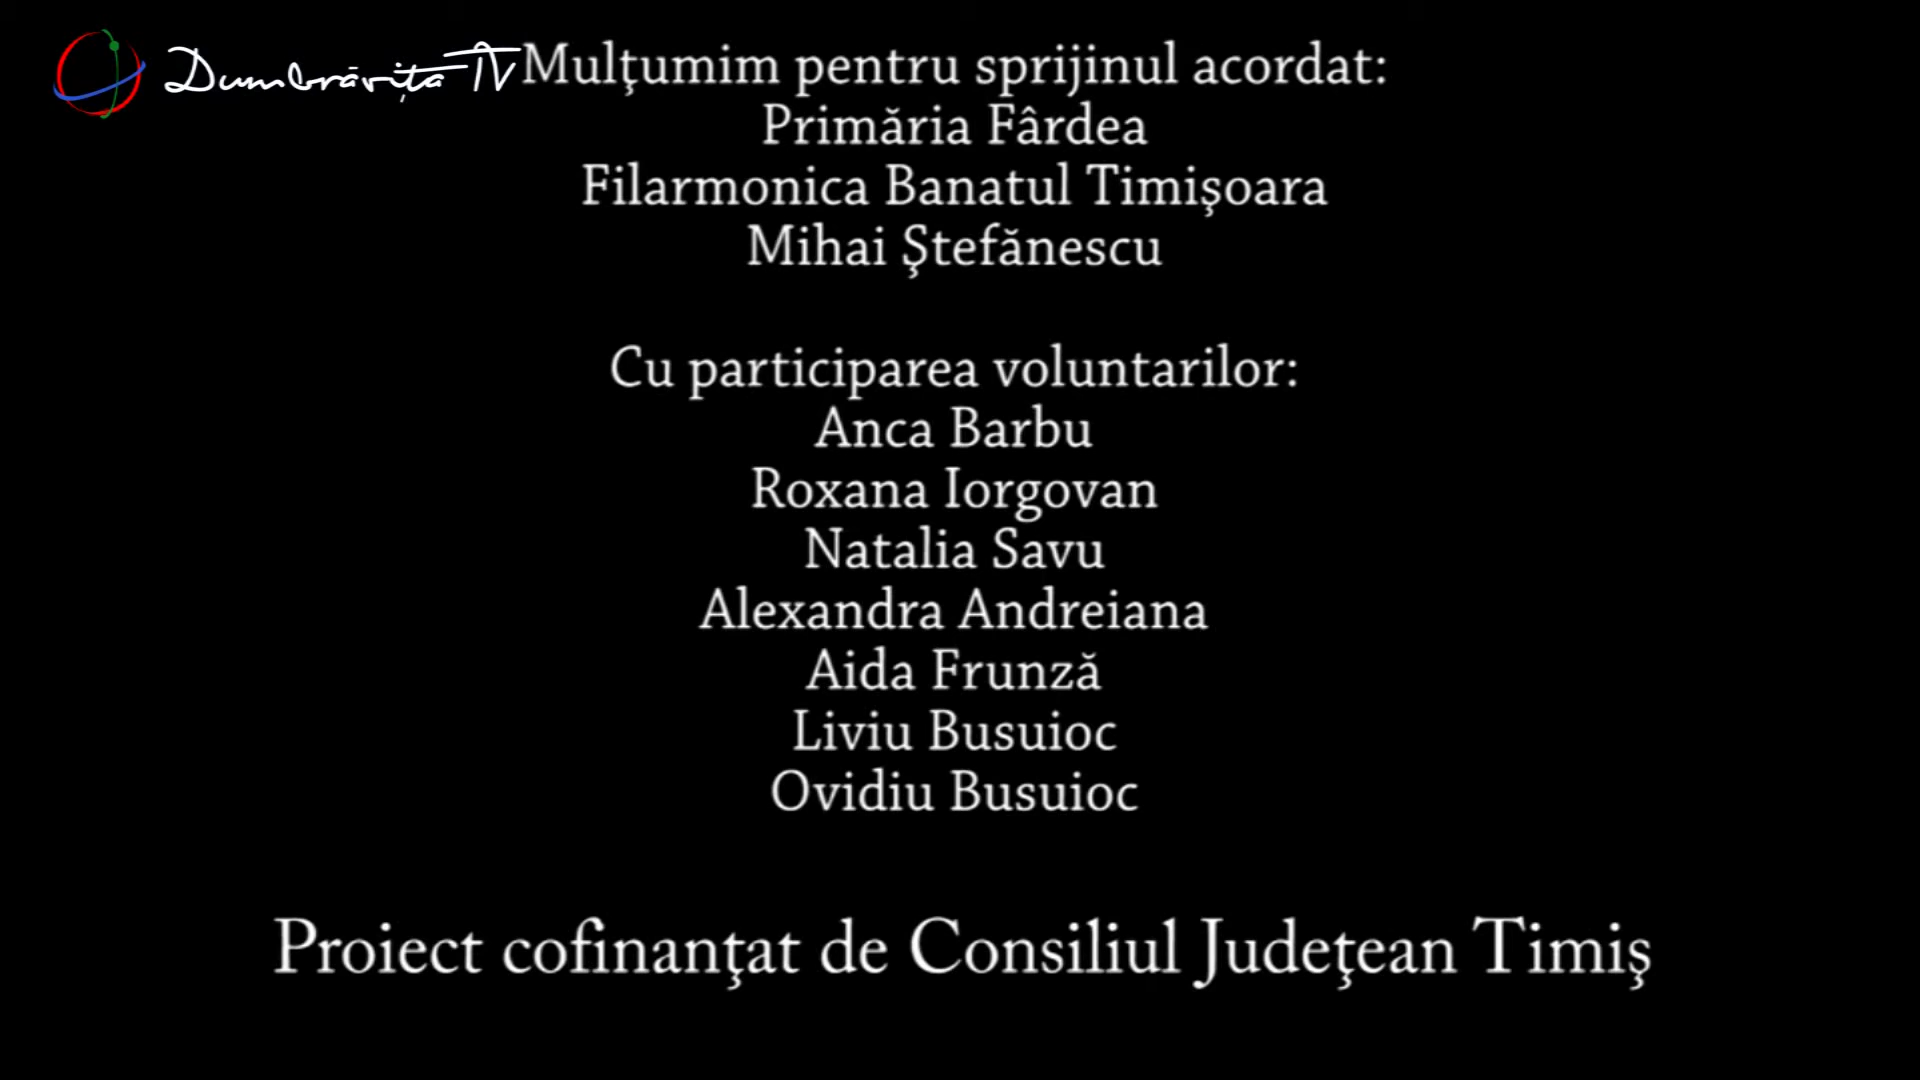 Dumbrăvița TV
Mulţumim pentru sprijinul acordat:
Primăria Fârdea
Filarmonica Banatul Timişoara
Mihai Ştefănescu
Cu participarea voluntarilor:
Anca Barbu
Roxana Iorgovan
Natalia Savu
Alexandra Andreiana
Aida Frunză
Liviu Busuioc
Ovidiu Busuioc
Proiect cofinanţat de Consiliul Judeţean Timiş